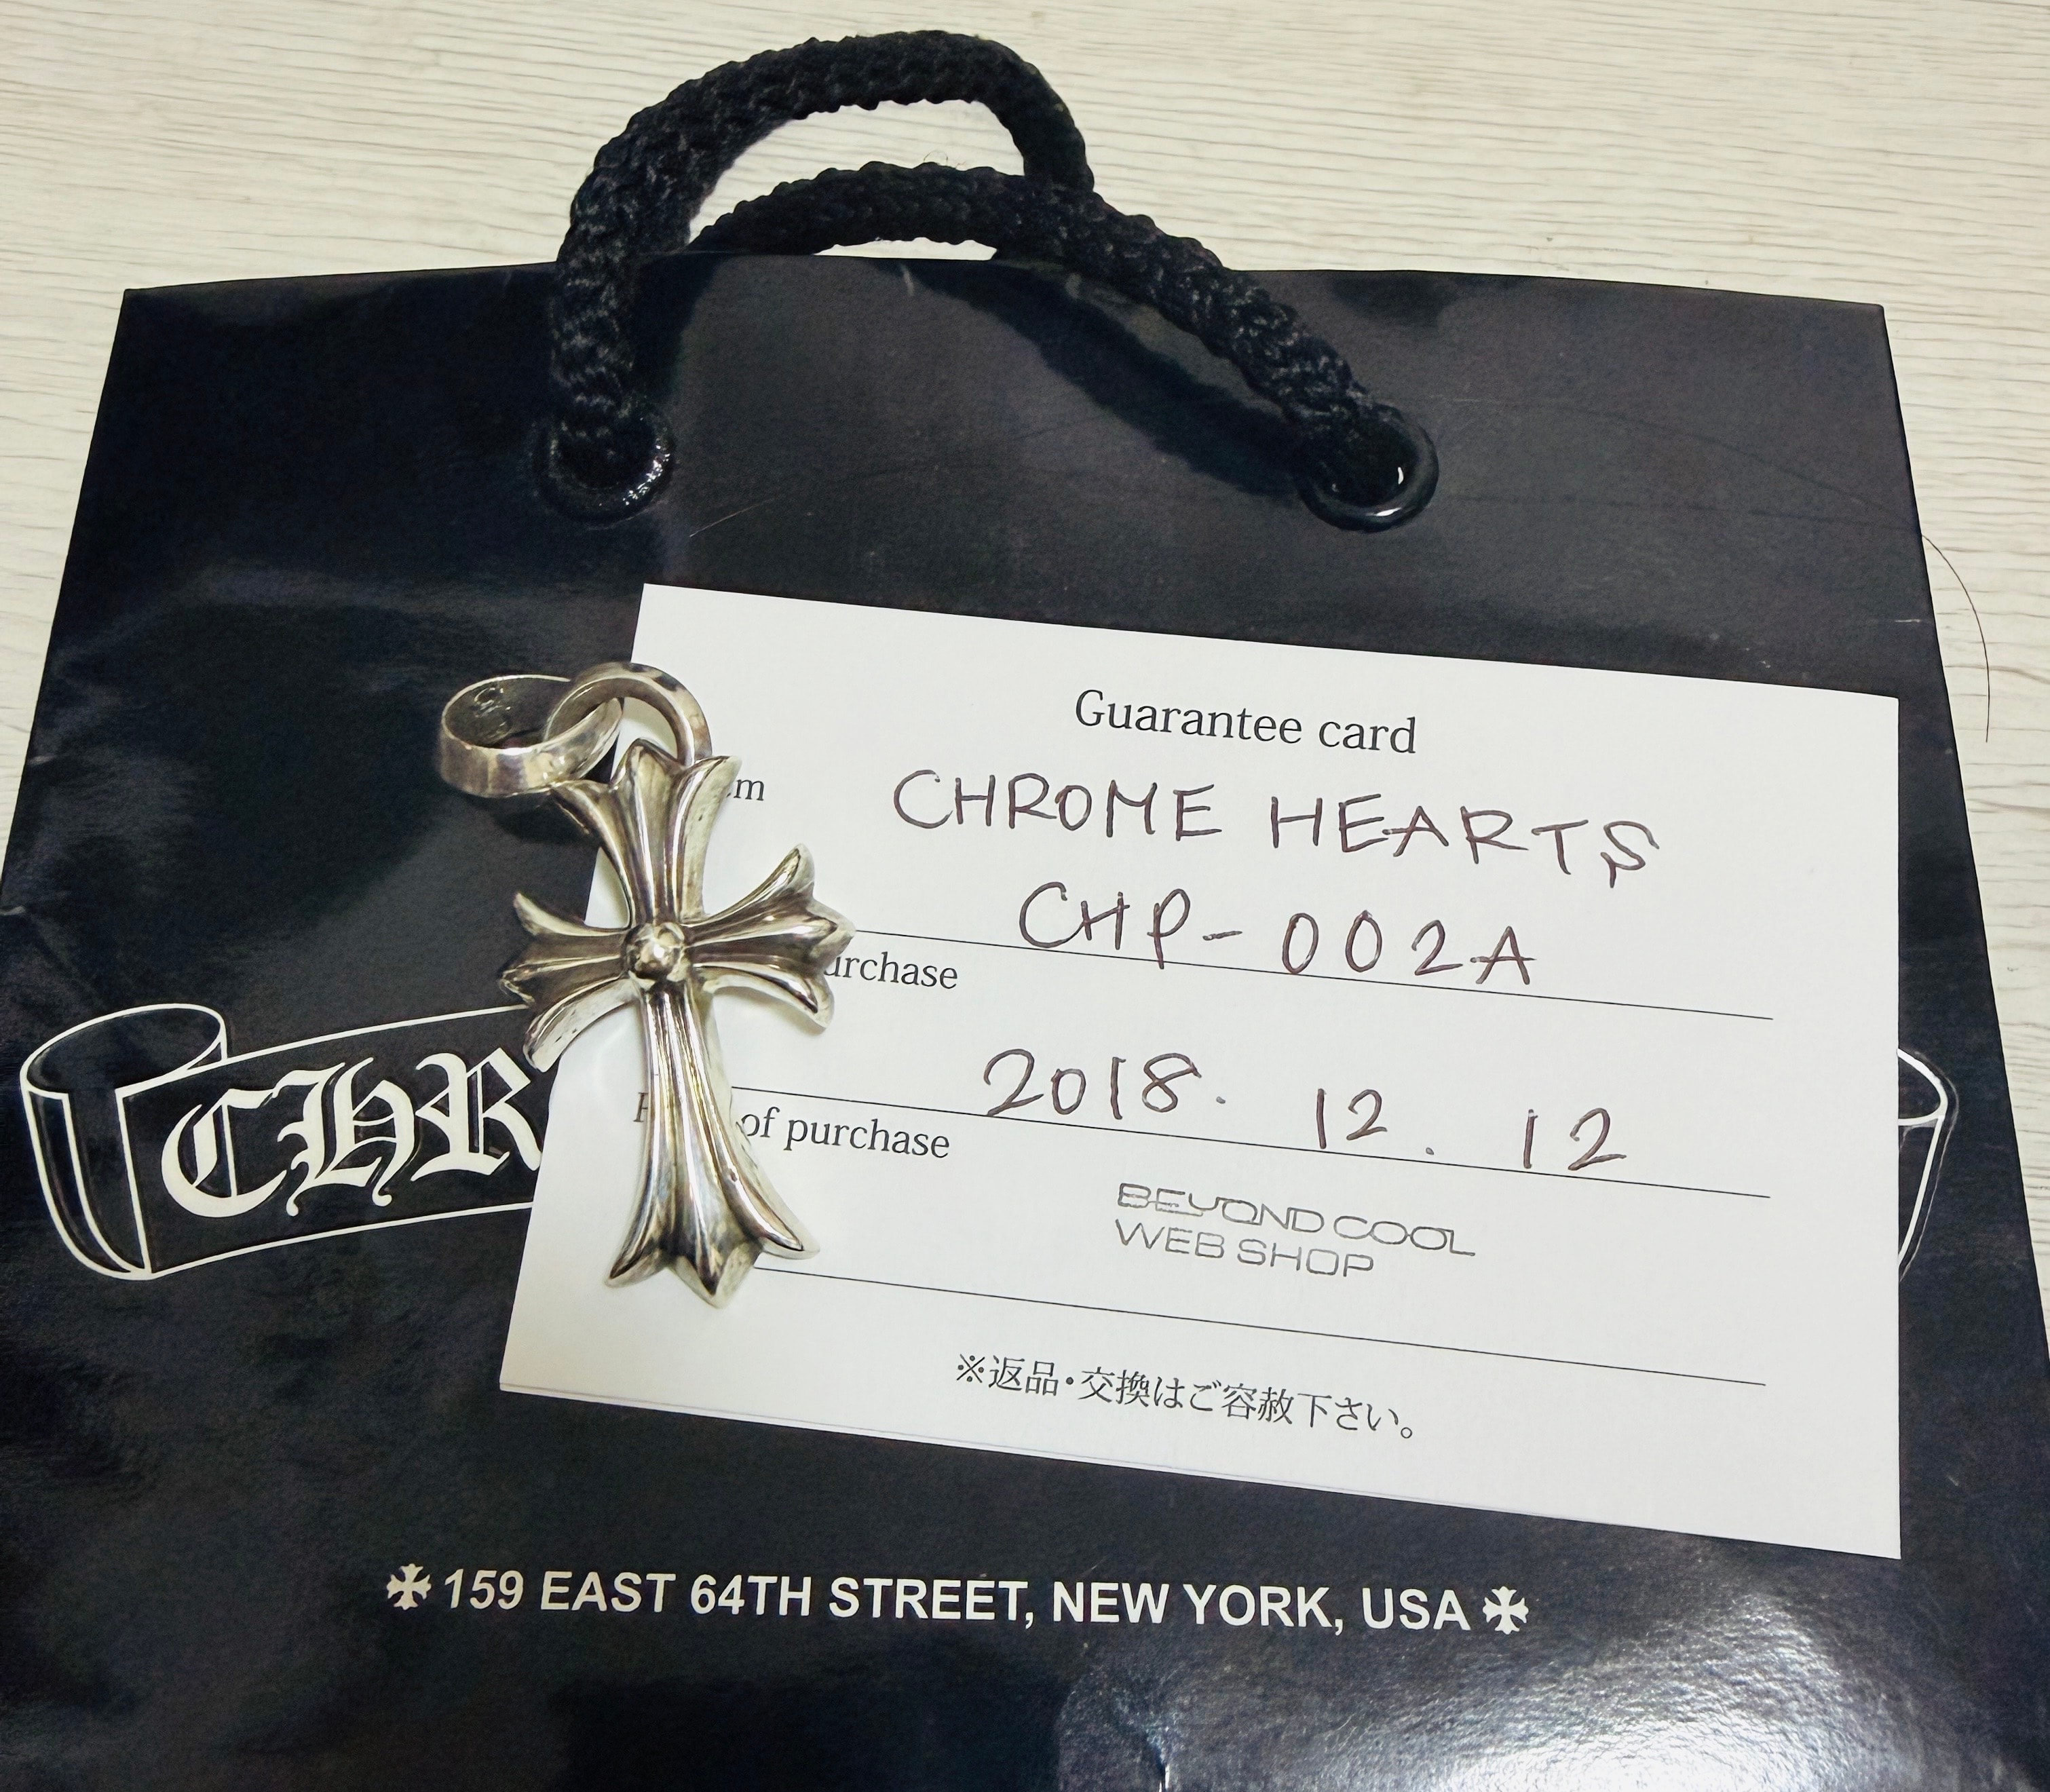 Guarantee card
CHROME HEARTS
CHP-002A
purchase
2018. 12. 12
of purchase
BEYOND COOL
WEB SHOP
※返品・交換はご容赦下さい。
CHR
159 EAST 64TH STREET, NEW YORK, USA